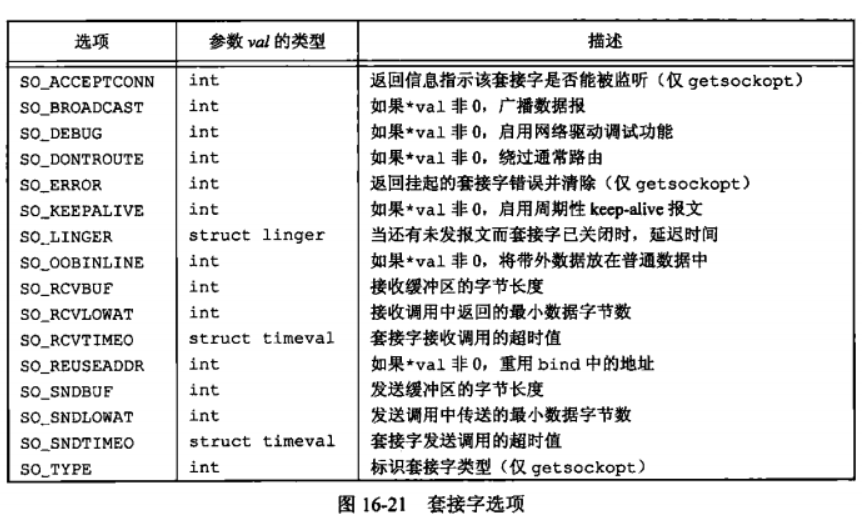 选项 参数 val 的类型 描述
SO_ACCEPTCONN int 返回信息指示该套接字是否能被监听（仅 getsockopt）
SO_BROADCAST int 如果*val 非 0，广播数据报
SO_DEBUG int 如果*val 非 0，启用网络驱动调试功能
SO_DONTROUTE int 如果*val 非 0，绕过通常路由
SO_ERROR int 返回挂起的套接字错误并清除（仅 getsockopt）
SO_KEEPALIVE int 如果*val 非 0，启用周期性 keep-alive 报文
SO_LINGER struct linger 当还有未发报文而套接字已关闭时，延迟时间
SO_OOBINLINE int 如果*val 非 0，将带外数据放在普通数据中
SO_RCVBUF int 接收缓冲区的字节长度
SO_RCVLOWAT int 接收调用中返回的最小数据字节数
SO_RCVTIMEO struct timeval 套接字接收调用的超时值
SO_REUSEADDR int 如果*val 非 0，重用 bind 中的地址
SO_SNDBUF int 发送缓冲区的字节长度
SO_SNDLOWAT int 发送调用中传送的最小数据字节数
SO_SNDTIMEO struct timeval 套接字发送调用的超时值
SO_TYPE int 标识套接字类型（仅 getsockopt）
图 16-21 套接字选项